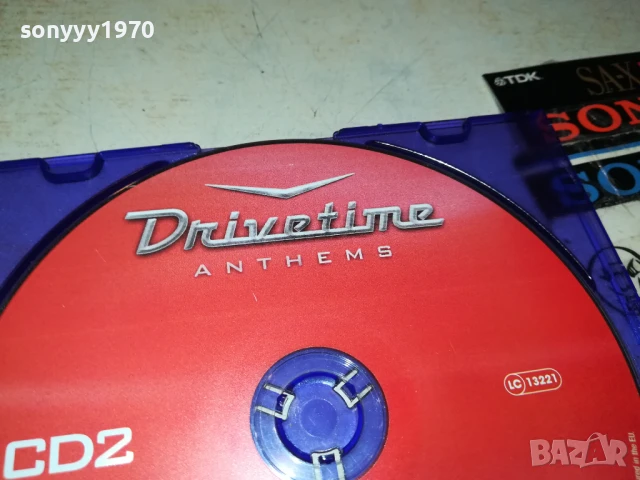 sonyyy1970
TDK
SA-X
SON
SO
Drivetime
ANTHEMS
LC 13221
CD2
BAZAR